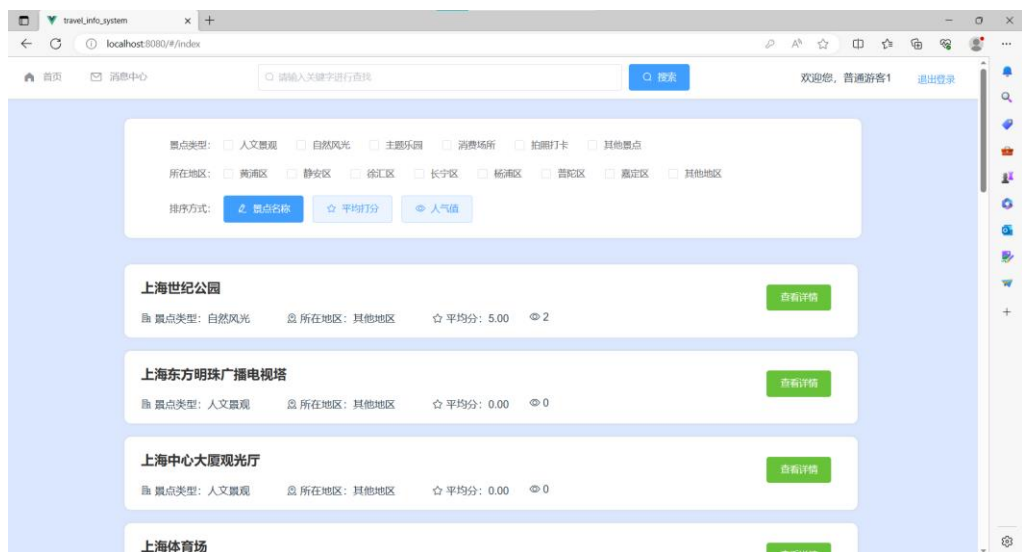 travel_info_system
localhost:8080/#/index
首页 消息中心 请输入关键字进行查找 搜索 欢迎您，普通游客1 退出登录
景点类型： 人文景观 自然风光 主题乐园 消费场所 拍照打卡 其他景点
所在地区： 黄浦区 静安区 徐汇区 长宁区 杨浦区 普陀区 嘉定区 其他地区
排序方式： 景点名称 平均打分 人气值
上海世纪公园
查看详情
景点类型：自然风光 所在地区：其他地区 平均分：5.00 2
上海东方明珠广播电视塔
查看详情
景点类型：人文景观 所在地区：其他地区 平均分：0.00 0
上海中心大厦观光厅
查看详情
景点类型：人文景观 所在地区：其他地区 平均分：0.00 0
上海体育场